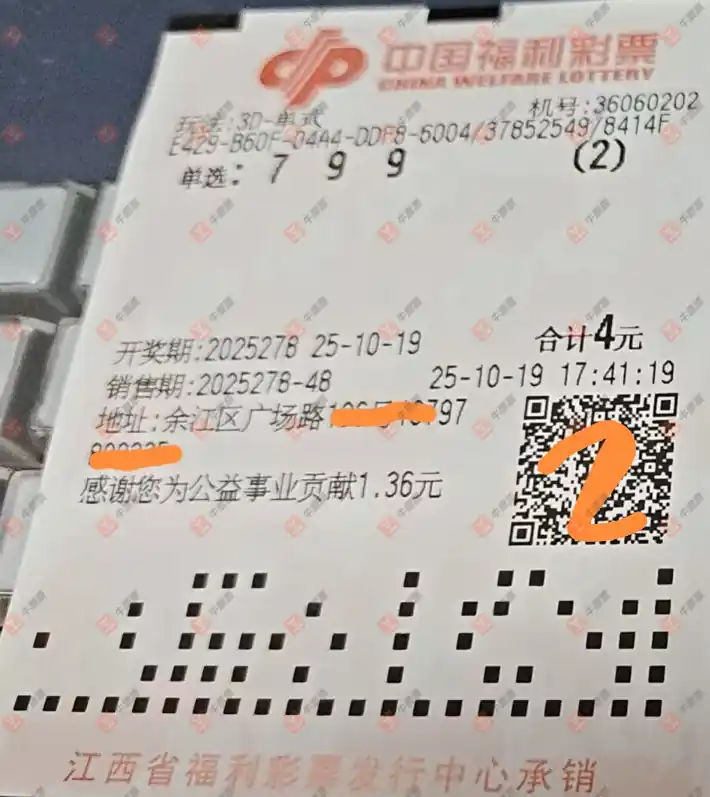 中国福利彩票
CHINA WELFARE LOTTERY
玩法:3D-单式 机号:36060202
E429-B60F-04A4-DDF8-6004/37852549/8414F
单选: 7 9 9 (2)
开奖期:2025278 25-10-19 合计4元
销售期:2025278-48 25-10-19 17:41:19
地址:余江区广场路 797
感谢您为公益事业贡献1.36元
2
江西省福利彩票发行中心承销